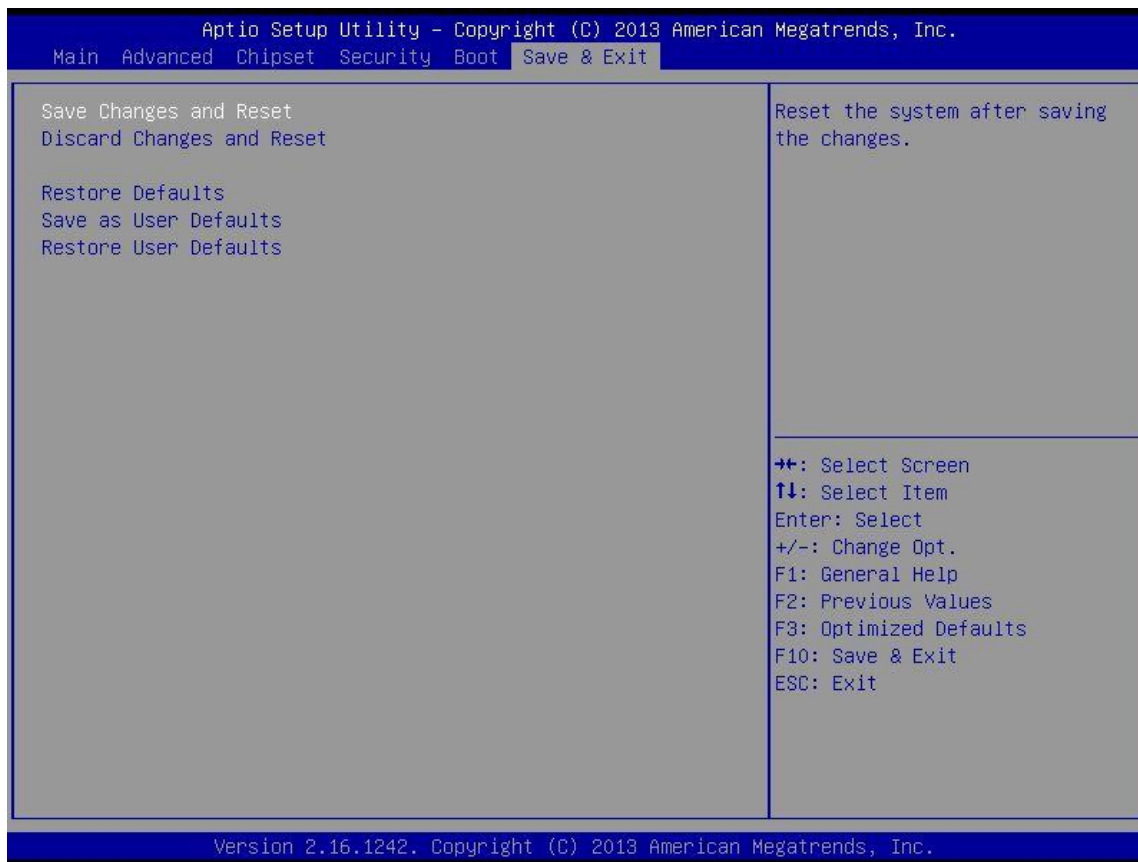 Aptio Setup Utility – Copyright (C) 2013 American Megatrends, Inc.
Main Advanced Chipset Security Boot Save & Exit
Save Changes and Reset
Discard Changes and Reset
Restore Defaults
Save as User Defaults
Restore User Defaults
Reset the system after saving
the changes.
→←: Select Screen
↑↓: Select Item
Enter: Select
+/-: Change Opt.
F1: General Help
F2: Previous Values
F3: Optimized Defaults
F10: Save & Exit
ESC: Exit
Version 2.16.1242. Copyright (C) 2013 American Megatrends, Inc.